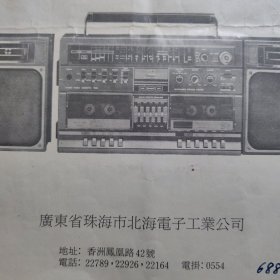 廣東省珠海市北海電子工業公司
地址: 香洲鳳凰路42號
電話: 22789·22926·22164 電掛: 0554
688